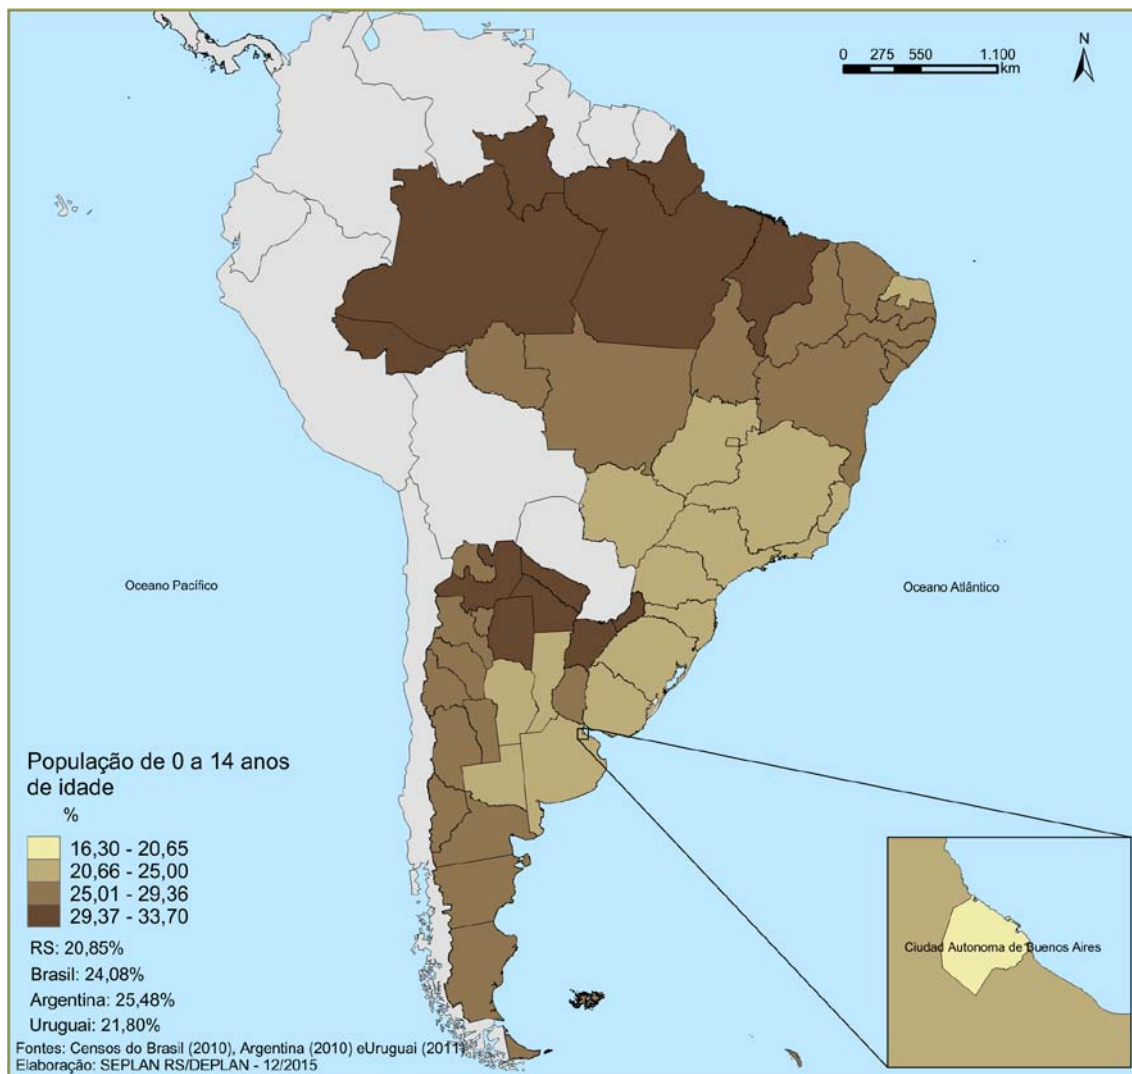 N
0 275 550 1.100
km
Oceano Pacífico
Oceano Atlântico
População de 0 a 14 anos
de idade
%
16,30 - 20,65
20,66 - 25,00
25,01 - 29,36
29,37 - 33,70
RS: 20,85%
Brasil: 24,08%
Argentina: 25,48%
Uruguai: 21,80%
Ciudad Autonoma de Buenos Aires
Fontes: Censos do Brasil (2010), Argentina (2010) eUruguai (2011)
Elaboração: SEPLAN RS/DEPLAN - 12/2015